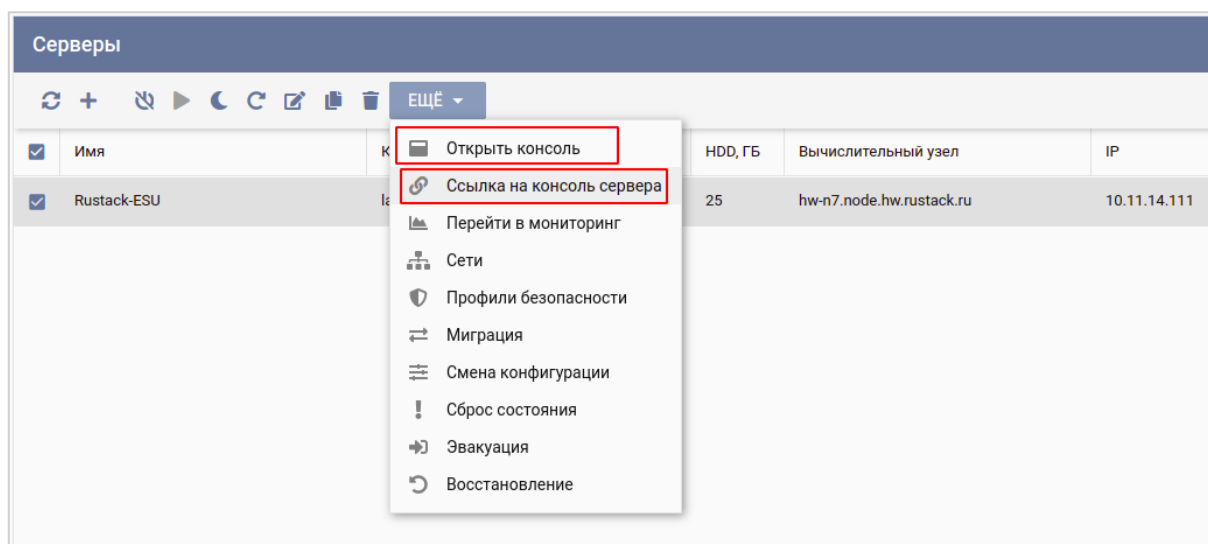 Серверы
ЕЩЁ
Имя
HDD, ГБ
Вычислительный узел
IP
Rustack-ESU
25
hw-n7.node.hw.rustack.ru
10.11.14.111
Открыть консоль
Ссылка на консоль сервера
Перейти в мониторинг
Сети
Профили безопасности
Миграция
Смена конфигурации
Сброс состояния
Эвакуация
Восстановление